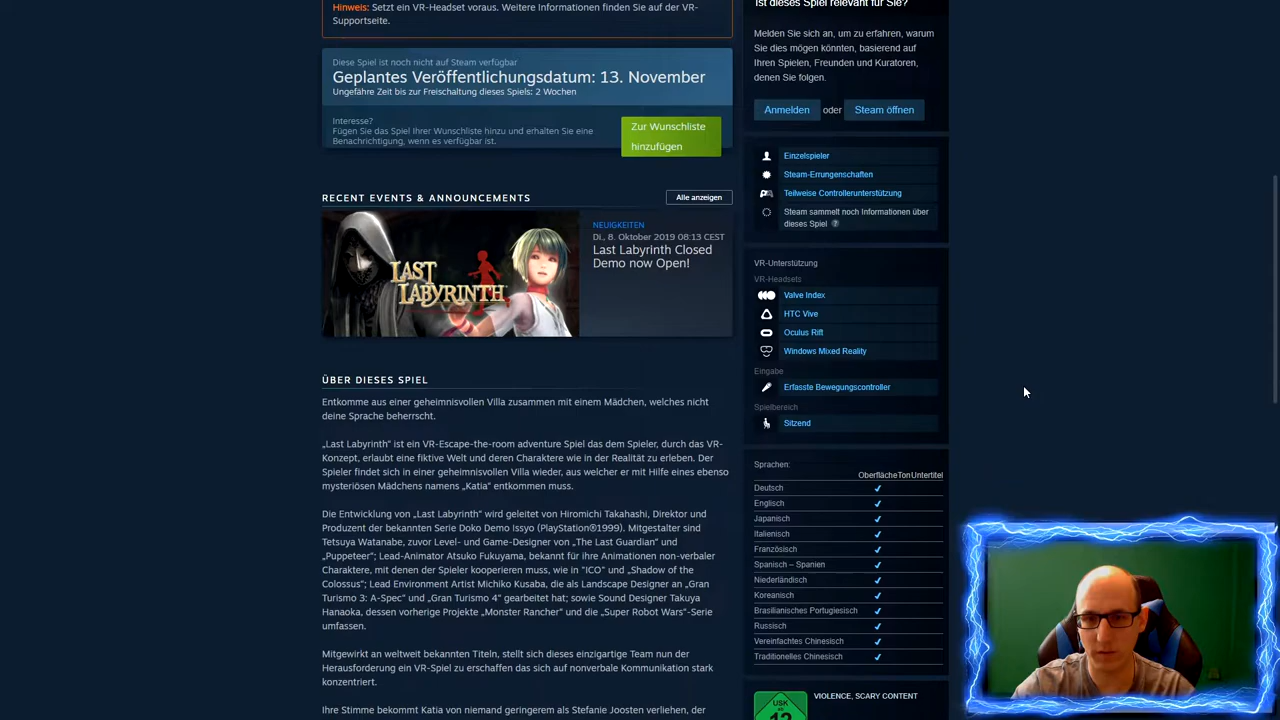 Hinweis: Setzt ein VR-Headset voraus. Weitere Informationen finden Sie auf der VR-
Supportseite.
Diese Spiel ist noch nicht auf Steam verfügbar
Geplantes Veröffentlichungsdatum: 13. November
Ungefähre Zeit bis zur Freischaltung dieses Spiels: 2 Wochen
Interesse?
Fügen Sie das Spiel Ihrer Wunschliste hinzu und erhalten Sie eine
Benachrichtigung, wenn es verfügbar ist.
Zur Wunschliste
hinzufügen
RECENT EVENTS & ANNOUNCEMENTS
Alle anzeigen
LAST
LABYRINTH
NEUIGKEITEN
Di., 8. Oktober 2019 08:13 CEST
Last Labyrinth Closed
Demo now Open!
ÜBER DIESES SPIEL
Entkomme aus einer geheimnisvollen Villa zusammen mit einem Mädchen, welches nicht
deine Sprache beherrscht.
„Last Labyrinth" ist ein VR-Escape-the-room adventure Spiel das dem Spieler, durch das VR-
Konzept, erlaubt eine fiktive Welt und deren Charaktere wie in der Realität zu erleben. Der
Spieler findet sich in einer geheimnisvollen Villa wieder, aus welcher er mit Hilfe eines ebenso
mysteriösen Mädchens namens „Katia" entkommen muss.
Die Entwicklung von „Last Labyrinth" wird geleitet von Hiromichi Takahashi, Direktor und
Produzent der bekannten Serie Doko Demo Issyo (PlayStation®1999). Mitgestalter sind
Tetsuya Watanabe, zuvor Level- und Game-Designer von „The Last Guardian" und
„Puppeteer"; Lead-Animator Atsuko Fukuyama, bekannt für ihre Animationen non-verbaler
Charaktere, mit denen der Spieler kooperieren muss, wie in "ICO" und „Shadow of the
Colossus"; Lead Environment Artist Michiko Kusaba, die als Landscape Designer an „Gran
Turismo 3: A-Spec" und „Gran Turismo 4" gearbeitet hat; sowie Sound Designer Takuya
Hanaoka, dessen vorherige Projekte „Monster Rancher" und die „Super Robot Wars"-Serie
umfassen.
Mitgewirkt an weltweit bekannten Titeln, stellt sich dieses einzigartige Team nun der
Herausforderung ein VR-Spiel zu erschaffen das sich auf nonverbale Kommunikation stark
konzentriert.
Ihre Stimme bekommt Katia von niemand geringerem als Stefanie Joosten verliehen, der
Ist dieses Spiel relevant für Sie?
Melden Sie sich an, um zu erfahren, warum
Sie dies mögen könnten, basierend auf
Ihren Spielen, Freunden und Kuratoren,
denen Sie folgen.
Anmelden oder Steam öffnen
Einzelspieler
Steam-Errungenschaften
Teilweise Controllerunterstützung
Steam sammelt noch Informationen über
dieses Spiel ?
VR-Unterstützung
VR-Headsets
Valve Index
HTC Vive
Oculus Rift
Windows Mixed Reality
Eingabe
Erfasste Bewegungscontroller
Spielbereich
Sitzend
Sprachen:
Oberfläche Ton Untertitel
Deutsch ✔
Englisch ✔
Japanisch ✔
Italienisch ✔
Französisch ✔
Spanisch – Spanien ✔
Niederländisch ✔
Koreanisch ✔
Brasilianisches Portugiesisch ✔
Russisch ✔
Vereinfachtes Chinesisch ✔
Traditionelles Chinesisch ✔
USK
ab
12
VIOLENCE, SCARY CONTENT